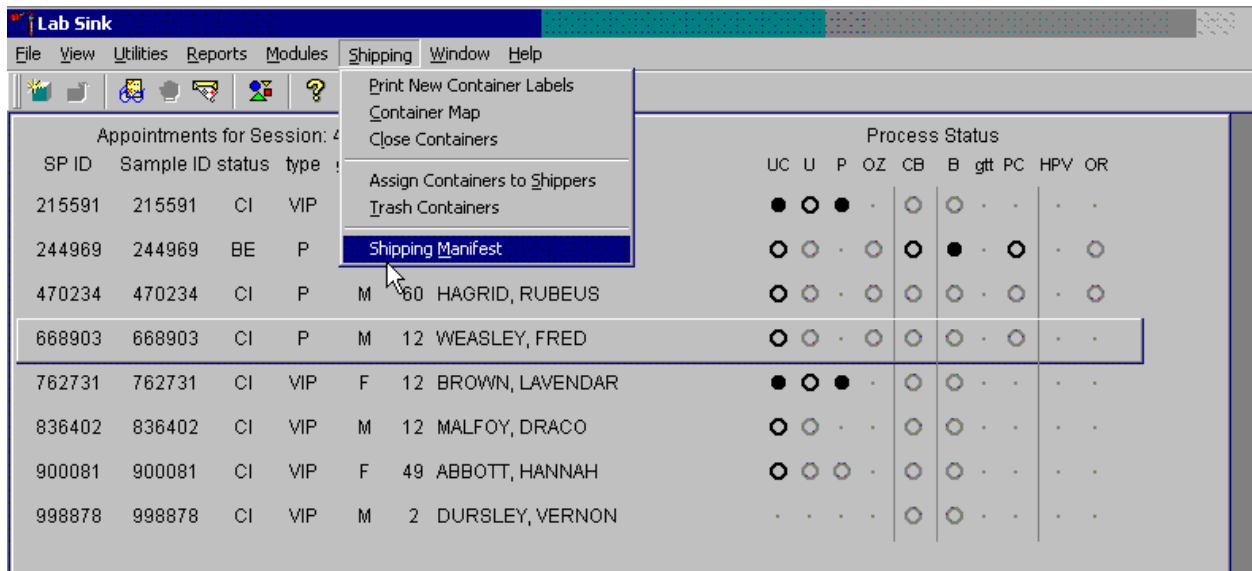 Lab Sink
File View Utilities Reports Modules Shipping Window Help
Print New Container Labels
Container Map
Close Containers
Assign Containers to Shippers
Trash Containers
Shipping Manifest
Appointments for Session: Process Status
SP ID Sample ID status type UC U P OZ CB B gtt PC HPV OR
215591 215591 CI VIP
244969 244969 BE P
470234 470234 CI P M 60 HAGRID, RUBEUS
668903 668903 CI P M 12 WEASLEY, FRED
762731 762731 CI VIP F 12 BROWN, LAVENDAR
836402 836402 CI VIP M 12 MALFOY, DRACO
900081 900081 CI VIP F 49 ABBOTT, HANNAH
998878 998878 CI VIP M 2 DURSLEY, VERNON